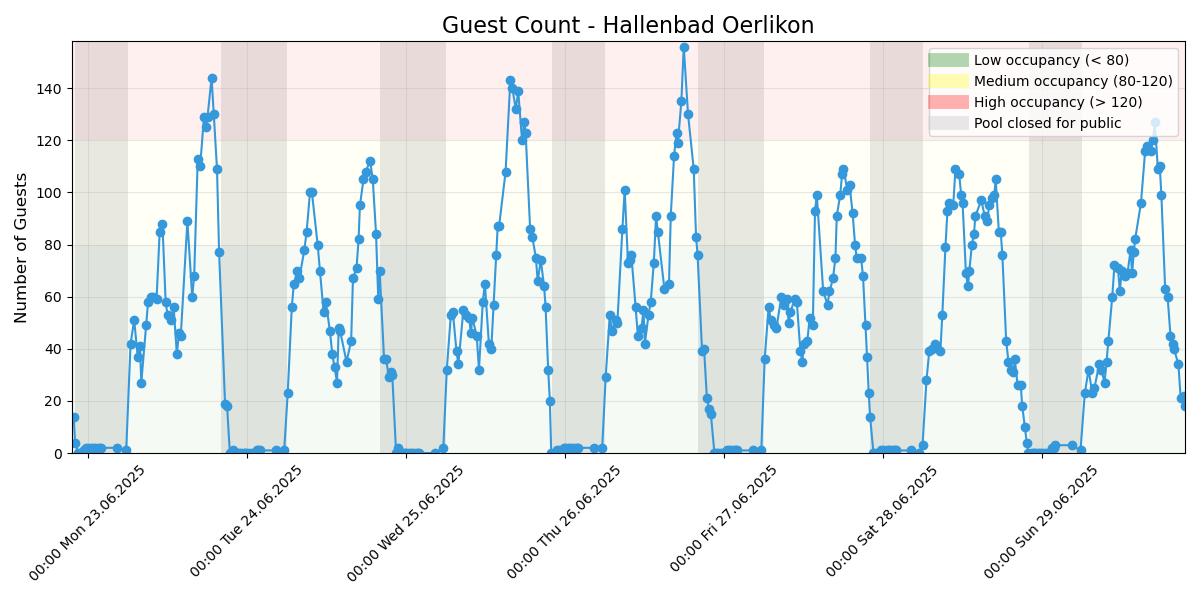 Guest Count - Hallenbad Oerlikon
Number of Guests
140
120
100
80
60
40
20
0
Low occupancy (< 80)
Medium occupancy (80-120)
High occupancy (> 120)
Pool closed for public
00:00 Mon 23.06.2025
00:00 Tue 24.06.2025
00:00 Wed 25.06.2025
00:00 Thu 26.06.2025
00:00 Fri 27.06.2025
00:00 Sat 28.06.2025
00:00 Sun 29.06.2025